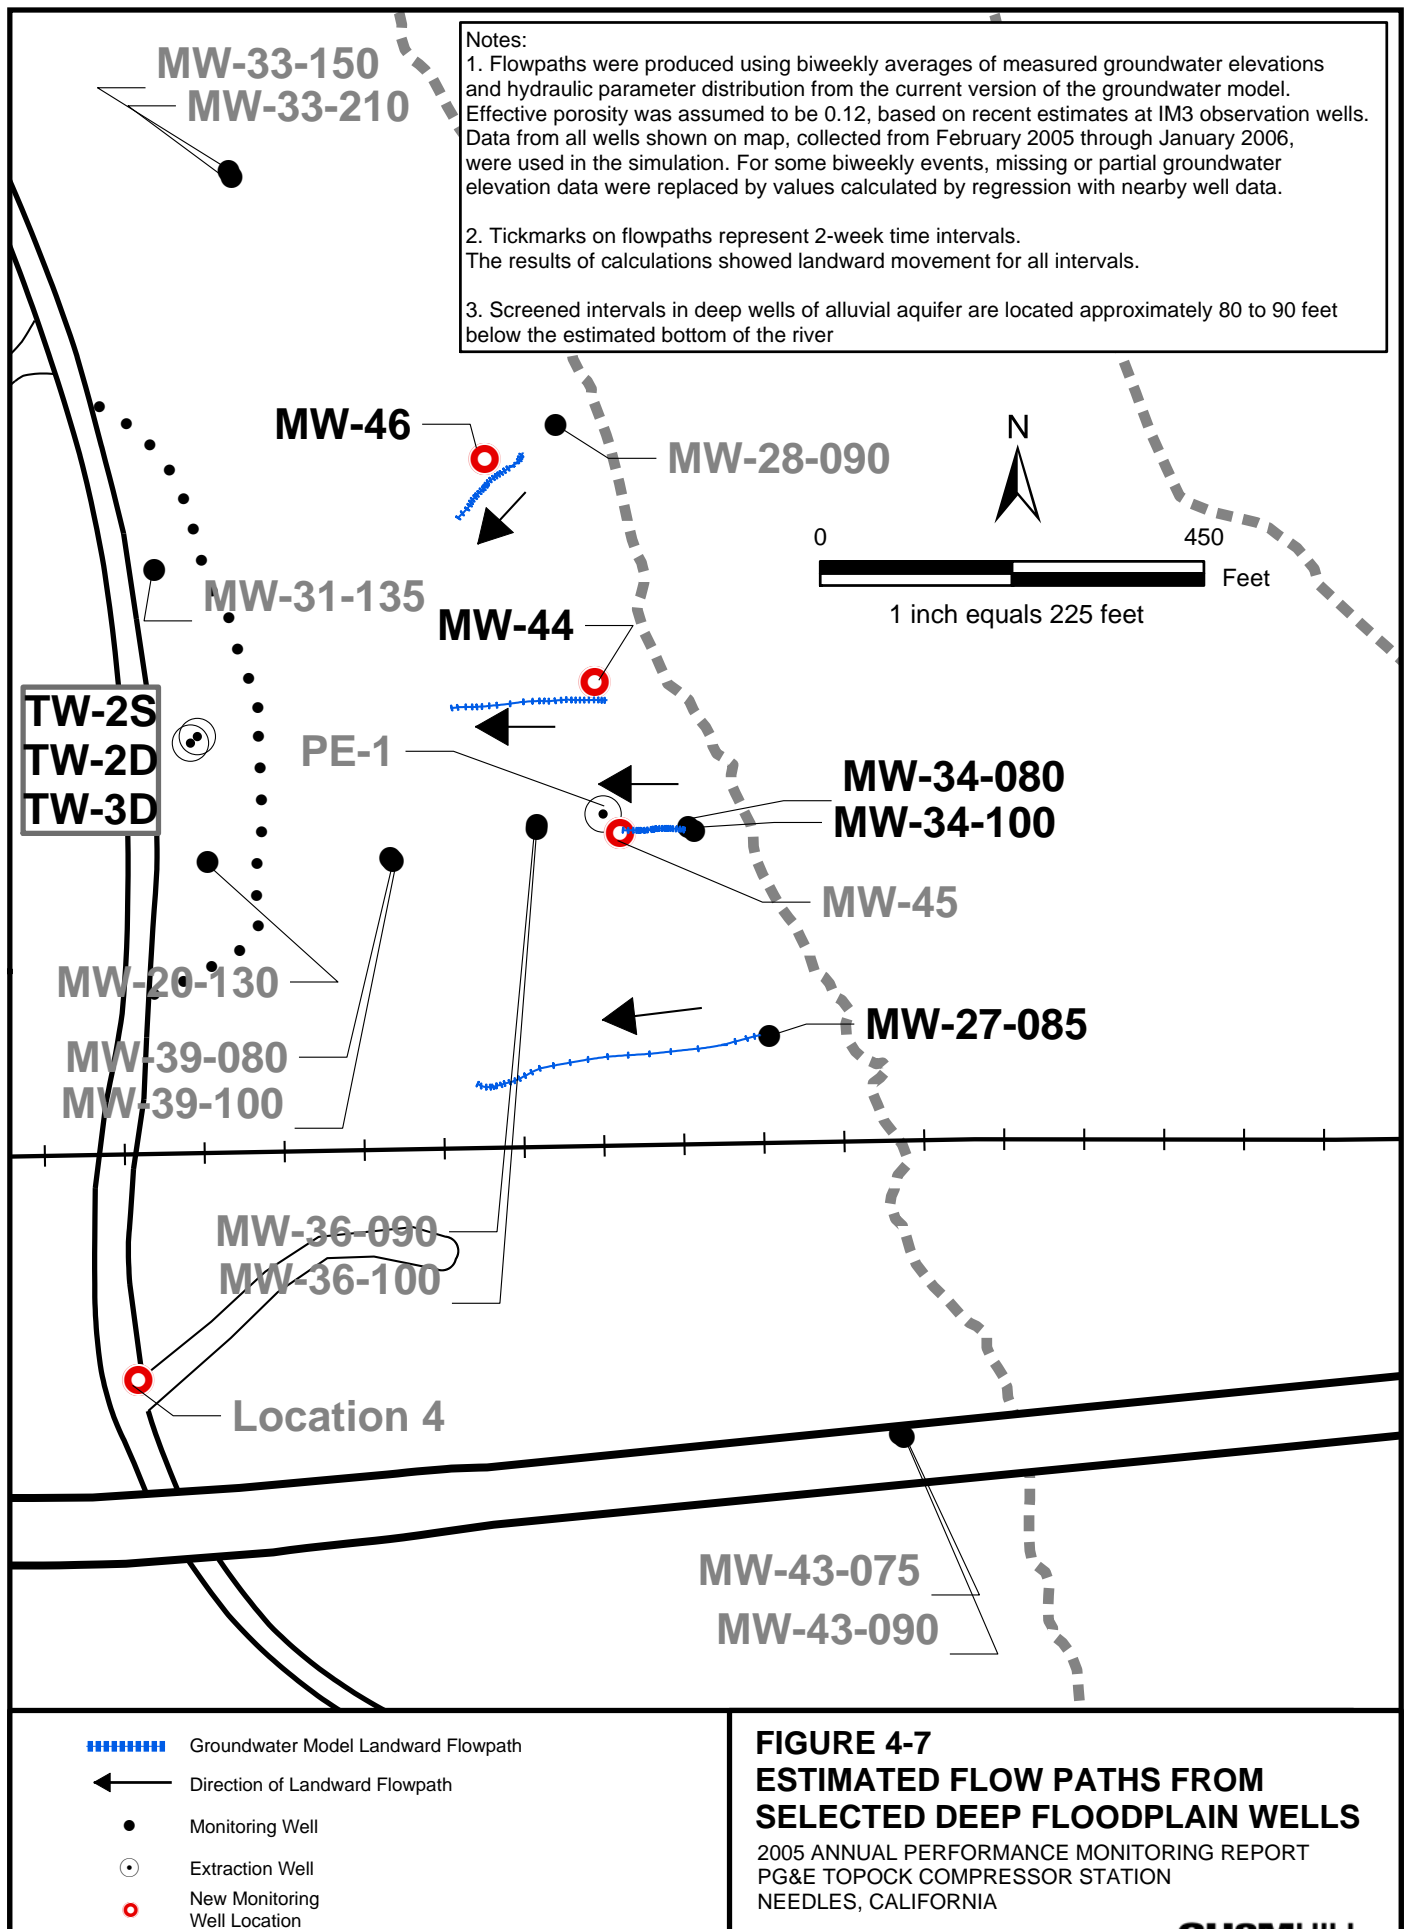 Notes:
1. Flowpaths were produced using biweekly averages of measured groundwater elevations
and hydraulic parameter distribution from the current version of the groundwater model.
Effective porosity was assumed to be 0.12, based on recent estimates at IM3 observation wells.
Data from all wells shown on map, collected from February 2005 through January 2006,
were used in the simulation. For some biweekly events, missing or partial groundwater
elevation data were replaced by values calculated by regression with nearby well data.
2. Tickmarks on flowpaths represent 2-week time intervals.
The results of calculations showed landward movement for all intervals.
3. Screened intervals in deep wells of alluvial aquifer are located approximately 80 to 90 feet
below the estimated bottom of the river
MW-33-150
MW-33-210
MW-46
MW-28-090
N
0 450
Feet
1 inch equals 225 feet
MW-31-135
MW-44
TW-2S
TW-2D
TW-3D
PE-1
MW-34-080
MW-34-100
MW-45
MW-20-130
MW-27-085
MW-39-080
MW-39-100
MW-36-090
MW-36-100
Location 4
MW-43-075
MW-43-090
Groundwater Model Landward Flowpath
Direction of Landward Flowpath
Monitoring Well
Extraction Well
New Monitoring
Well Location
FIGURE 4-7
ESTIMATED FLOW PATHS FROM
SELECTED DEEP FLOODPLAIN WELLS
2005 ANNUAL PERFORMANCE MONITORING REPORT
PG&E TOPOCK COMPRESSOR STATION
NEEDLES, CALIFORNIA